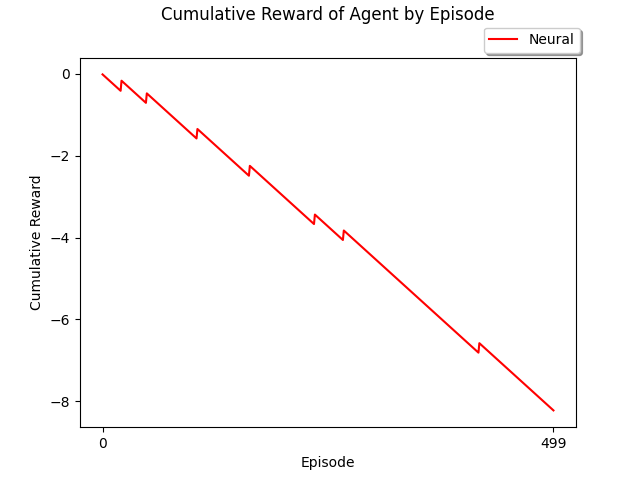 Cumulative Reward of Agent by Episode
Neural
0
−2
−4
−6
−8
Cumulative Reward
0
499
Episode